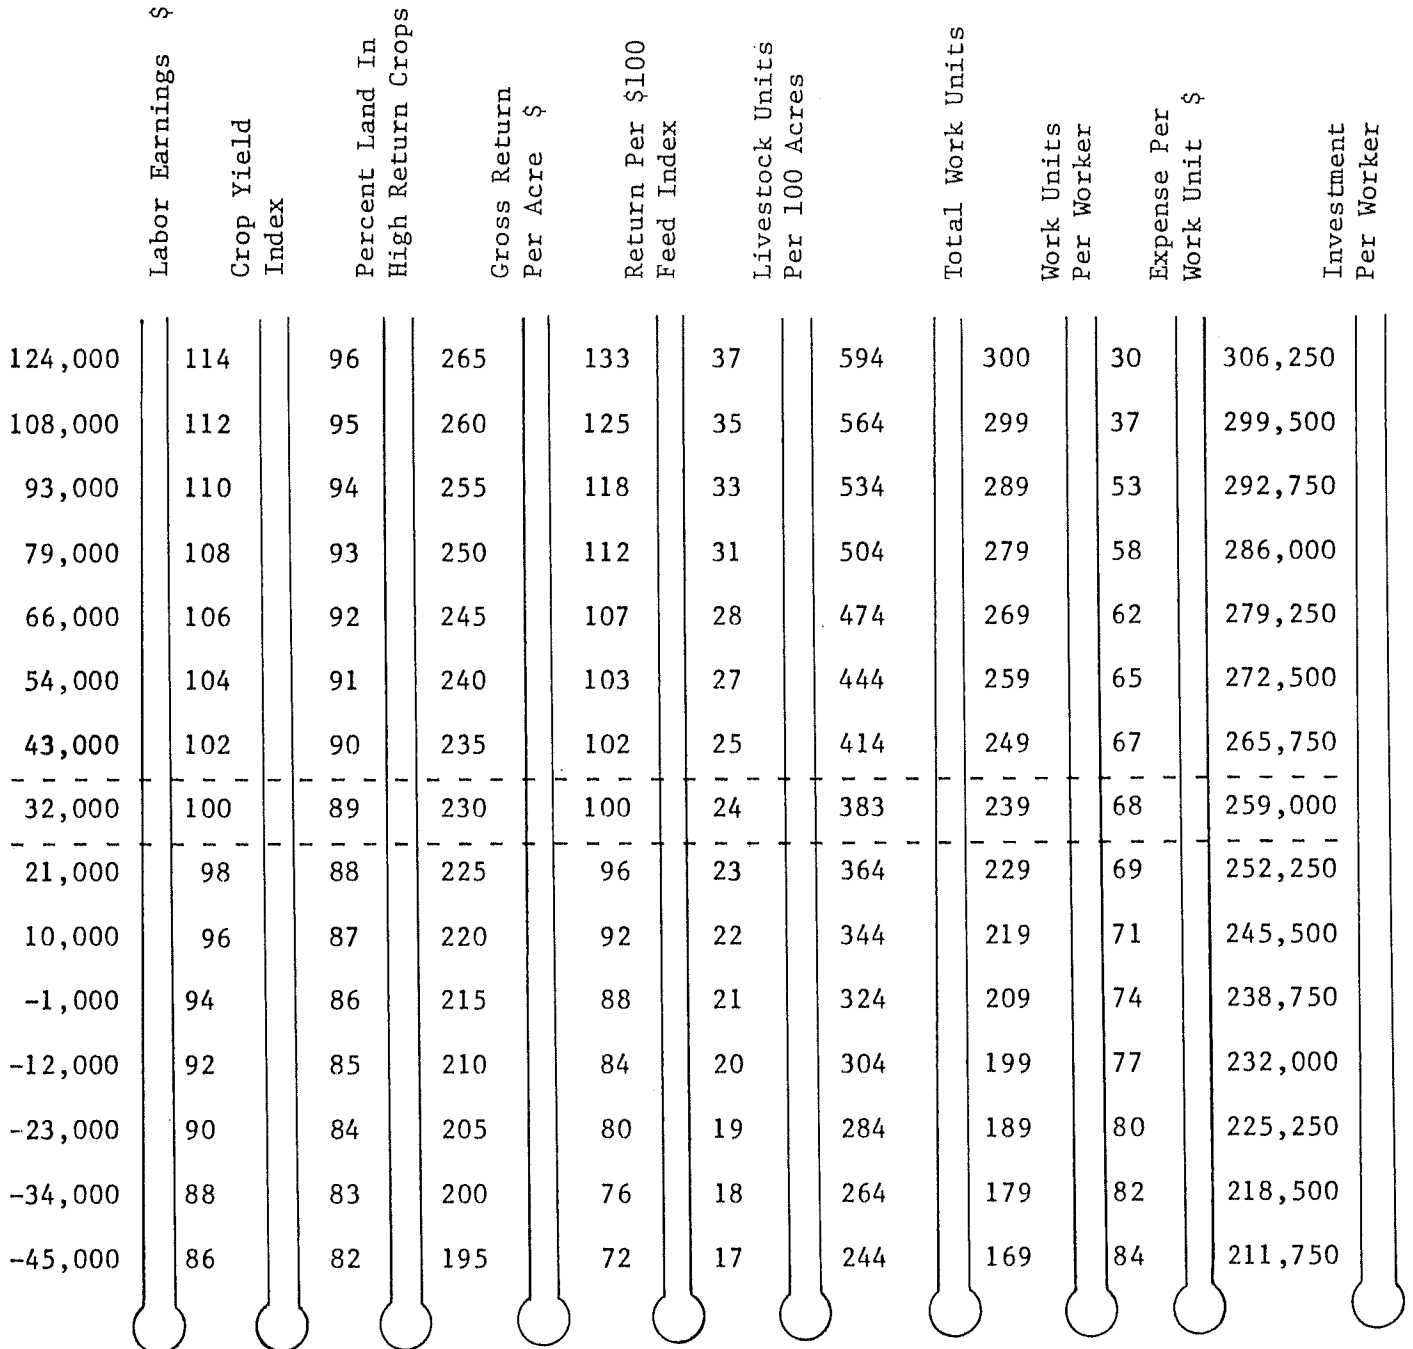 Labor Earnings $
Crop Yield
Index
Percent Land In
High Return Crops
Gross Return
Per Acre $
Return Per $100
Feed Index
Livestock Units
Per 100 Acres
Total Work Units
Work Units
Per Worker
Expense Per
Work Unit $
Investment
Per Worker
124,000 114 96 265 133 37 594 300 30 306,250
108,000 112 95 260 125 35 564 299 37 299,500
93,000 110 94 255 118 33 534 289 53 292,750
79,000 108 93 250 112 31 504 279 58 286,000
66,000 106 92 245 107 28 474 269 62 279,250
54,000 104 91 240 103 27 444 259 65 272,500
43,000 102 90 235 102 25 414 249 67 265,750
32,000 100 89 230 100 24 383 239 68 259,000
21,000 98 88 225 96 23 364 229 69 252,250
10,000 96 87 220 92 22 344 219 71 245,500
-1,000 94 86 215 88 21 324 209 74 238,750
-12,000 92 85 210 84 20 304 199 77 232,000
-23,000 90 84 205 80 19 284 189 80 225,250
-34,000 88 83 200 76 18 264 179 82 218,500
-45,000 86 82 195 72 17 244 169 84 211,750